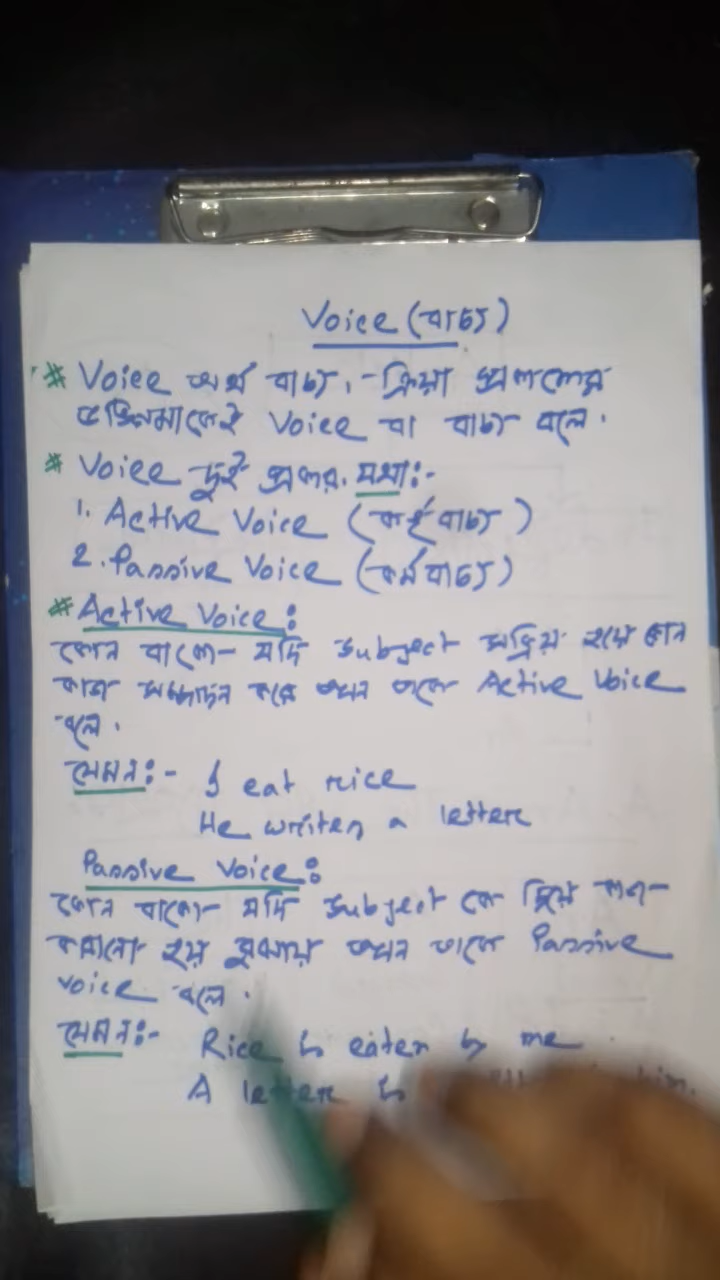 Voice (বাচ্য)
* Voice অর্থ বাচ্য. ক্রিয়া প্রকাশের
ভঙ্গিমাকেই Voice বা বাচ্য বলে.
* Voice দুই প্রকার. যথা:-
1. Active Voice (কর্তৃবাচ্য)
2. Passive Voice (কর্মবাচ্য)
* Active Voice:
কোন বাক্যে যদি subject সক্রিয় হয়ে কোন
কাজ সম্পাদন করে তখন তাকে Active Voice
বলে.
যেমন:- I eat rice
He writes a letter
Passive Voice:
কোন বাক্যে যদি subject কে দিয়ে কাজ
করানো হয় বুঝায় তখন তাকে Passive
Voice বলে.
যেমন:- Rice is eaten by me
A letter is